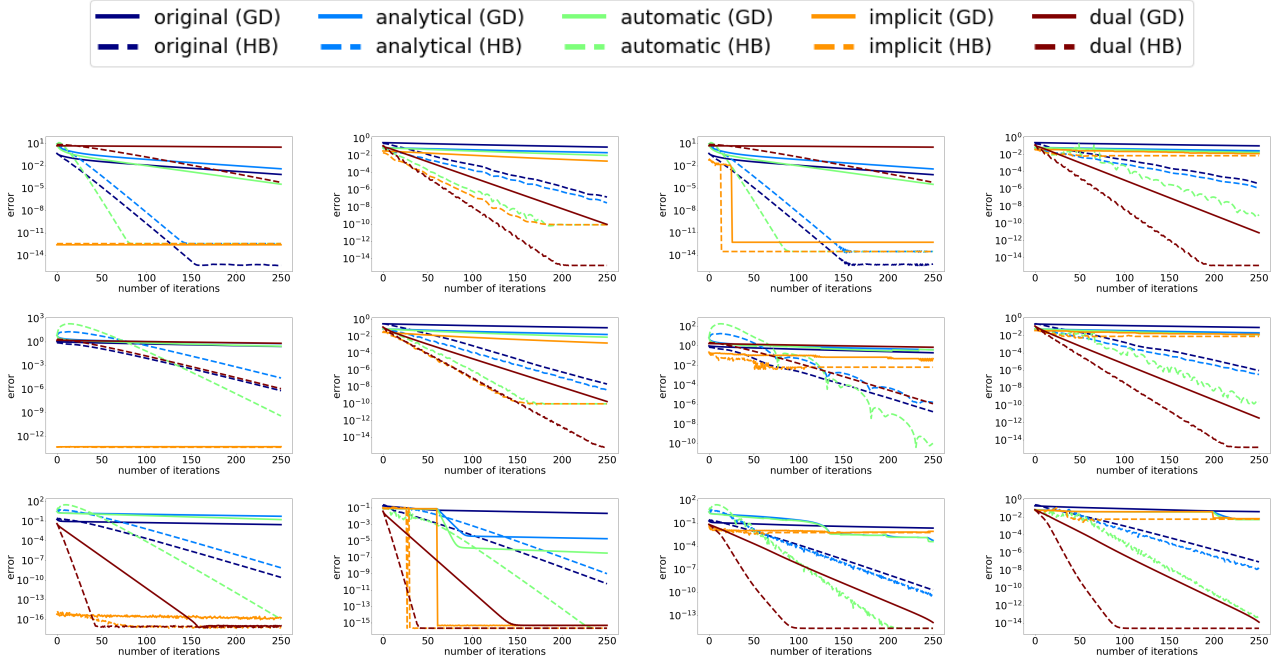 original (GD) analytical (GD) automatic (GD) implicit (GD) dual (GD)
original (HB) analytical (HB) automatic (HB) implicit (HB) dual (HB)
error
10^1
10^-2
10^-5
10^-8
10^-11
10^-14
0 50 100 150 200 250
number of iterations
error
10^0
10^-2
10^-4
10^-6
10^-8
10^-10
10^-12
10^-14
0 50 100 150 200 250
number of iterations
error
10^1
10^-2
10^-5
10^-8
10^-11
10^-14
0 50 100 150 200 250
number of iterations
error
10^0
10^-2
10^-4
10^-6
10^-8
10^-10
10^-12
10^-14
0 50 100 150 200 250
number of iterations
error
10^3
10^0
10^-3
10^-6
10^-9
10^-12
0 50 100 150 200 250
number of iterations
error
10^0
10^-2
10^-4
10^-6
10^-8
10^-10
10^-12
10^-14
0 50 100 150 200 250
number of iterations
error
10^2
10^0
10^-2
10^-4
10^-6
10^-8
10^-10
0 50 100 150 200 250
number of iterations
error
10^0
10^-2
10^-4
10^-6
10^-8
10^-10
10^-12
10^-14
0 50 100 150 200 250
number of iterations
error
10^2
10^-1
10^-4
10^-7
10^-10
10^-13
10^-16
0 50 100 150 200 250
number of iterations
error
10^-1
10^-3
10^-5
10^-7
10^-9
10^-11
10^-13
10^-15
0 50 100 150 200 250
number of iterations
error
10^2
10^-1
10^-4
10^-7
10^-10
10^-13
0 50 100 150 200 250
number of iterations
error
10^0
10^-2
10^-4
10^-6
10^-8
10^-10
10^-12
10^-14
0 50 100 150 200 250
number of iterations